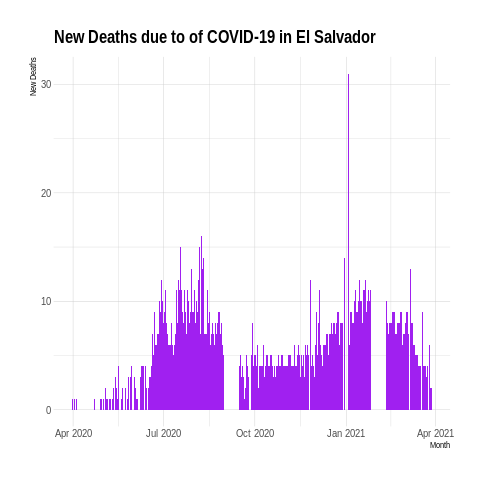 New Deaths due to of COVID-19 in El Salvador
New Deaths
30
20
10
0
Apr 2020 Jul 2020 Oct 2020 Jan 2021 Apr 2021
Month